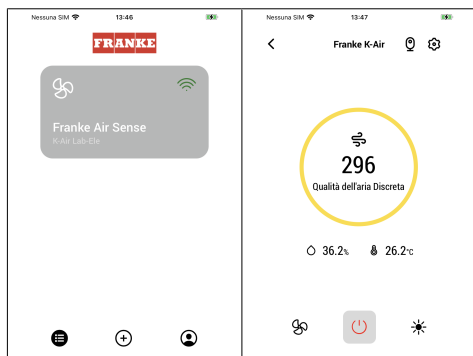 Nessuna SIM
13:46
FRANKE
Franke Air Sense
K-Air Lab-Ele
Nessuna SIM
13:47
Franke K-Air
296
Qualità dell'aria Discreta
36.2%
26.2°C